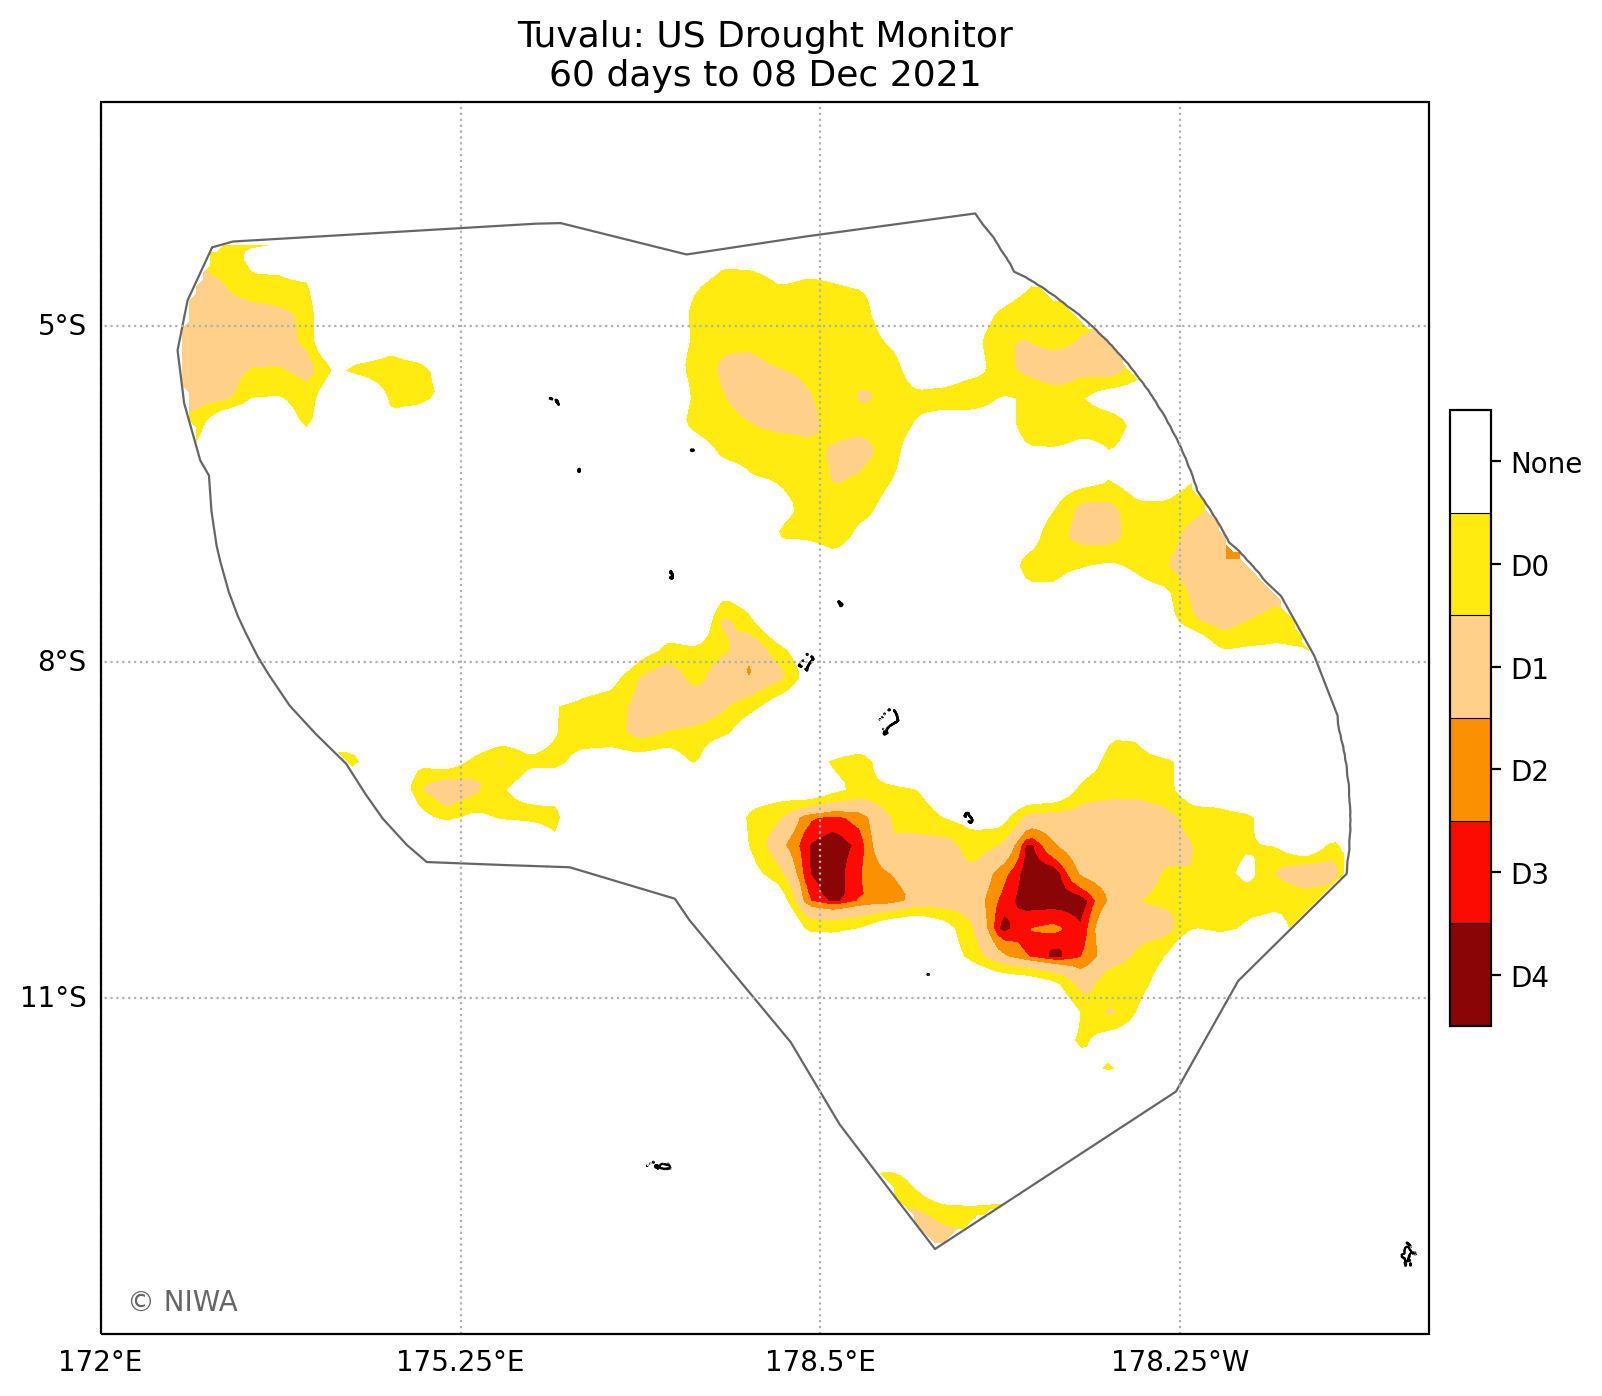 Tuvalu: US Drought Monitor
60 days to 08 Dec 2021
5°S
8°S
11°S
172°E
175.25°E
178.5°E
178.25°W
None
D0
D1
D2
D3
D4
© NIWA